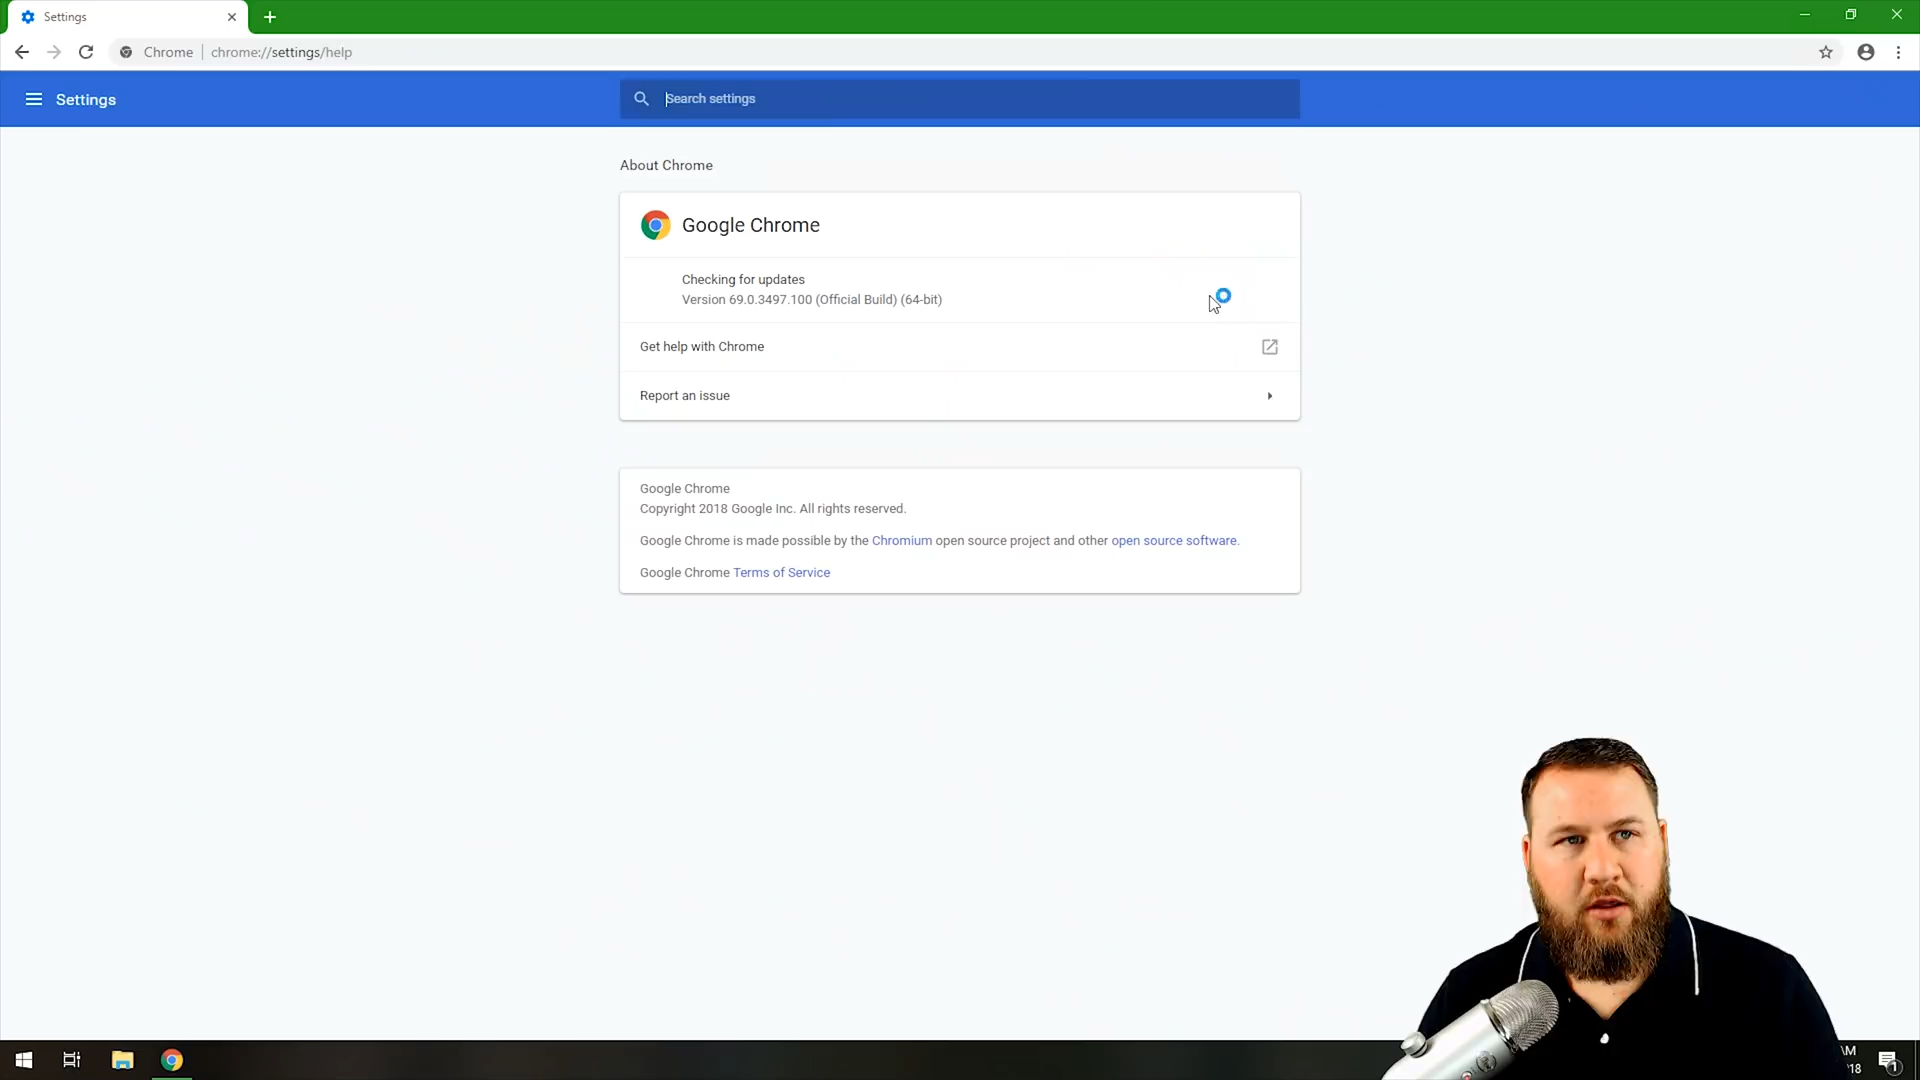 Settings
Chrome chrome://settings/help
Settings
Search settings
About Chrome
Google Chrome
Checking for updates
Version 69.0.3497.100 (Official Build) (64-bit)
Get help with Chrome
Report an issue
Google Chrome
Copyright 2018 Google Inc. All rights reserved.
Google Chrome is made possible by the Chromium open source project and other open source software.
Google Chrome Terms of Service
AM
18
1